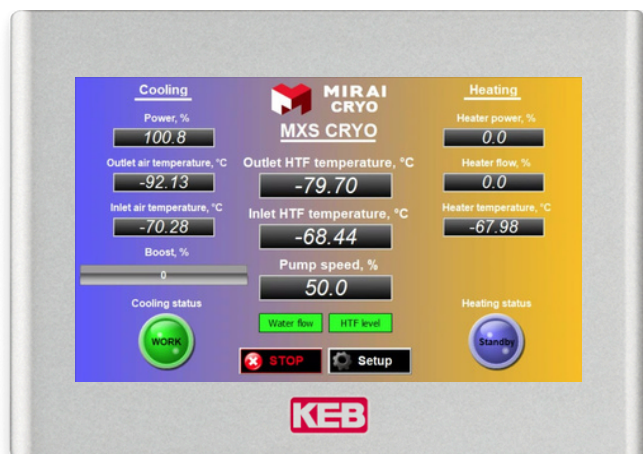 Cooling
Power, %
100.8
Outlet air temperature, °C
-92.13
Inlet air temperature, °C
-70.28
Boost, %
0
Cooling status
WORK
MIRAI
CRYO
MXS CRYO
Outlet HTF temperature, °C
-79.70
Inlet HTF temperature, °C
-68.44
Pump speed, %
50.0
Water flow
HTF level
STOP
Setup
Heating
Heater power, %
0.0
Heater flow, %
0.0
Heater temperature, °C
-67.98
Heating status
Standby
KEB